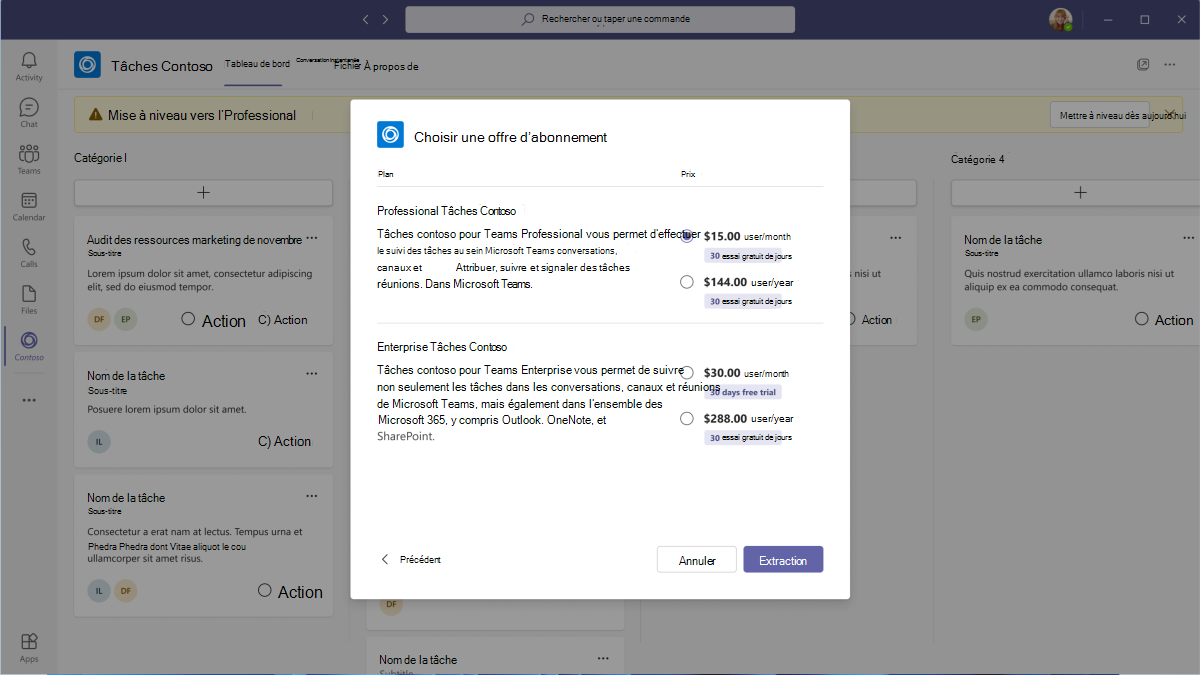 Rechercher ou taper une commande
Activity
Chat
Teams
Calendar
Calls
Files
Contoso
Apps
Tâches Contoso
Tableau de bord
Conversation instantanée
Fichier À propos de
Mise à niveau vers l'Professional
Mettre à niveau dès aujourd'hui
Catégorie I
Audit des ressources marketing de novembre
Sous-titre
Lorem ipsum dolor sit amet, consectetur adipiscing
elit, sed do eiusmod tempor.
DF EP
Action C) Action
Nom de la tâche
Sous-titre
Posuere lorem ipsum dolor sit amet.
IL
C) Action
Nom de la tâche
Sous-titre
Consectetur a erat nam at lectus. Tempus urna et
Phedra Phedra dont Vitae aliquot le cou
ullamcorper sit amet risus.
IL DF
Action
Choisir une offre d'abonnement
Plan Prix
Professional Tâches Contoso
Tâches contoso pour Teams Professional vous permet d'effectuer
le suivi des tâches au sein Microsoft Teams conversations,
canaux et Attribuer, suivre et signaler des tâches
réunions. Dans Microsoft Teams.
$15.00 user/month
30 essai gratuit de jours
$144.00 user/year
30 essai gratuit de jours
Enterprise Tâches Contoso
Tâches contoso pour Teams Enterprise vous permet de suivre
non seulement les tâches dans les conversations, canaux et réunions
de Microsoft Teams, mais également dans l'ensemble des
Microsoft 365, y compris Outlook. OneNote, et
SharePoint.
$30.00 user/month
30 days free trial
$288.00 user/year
30 essai gratuit de jours
Précédent
Annuler
Extraction
DF
Nom de la tâche
Subtitle
nisi ut
Action
Catégorie 4
Nom de la tâche
Sous-titre
Quis nostrud exercitation ullamco laboris nisi ut
aliquip ex ea commodo consequat.
EP
Action